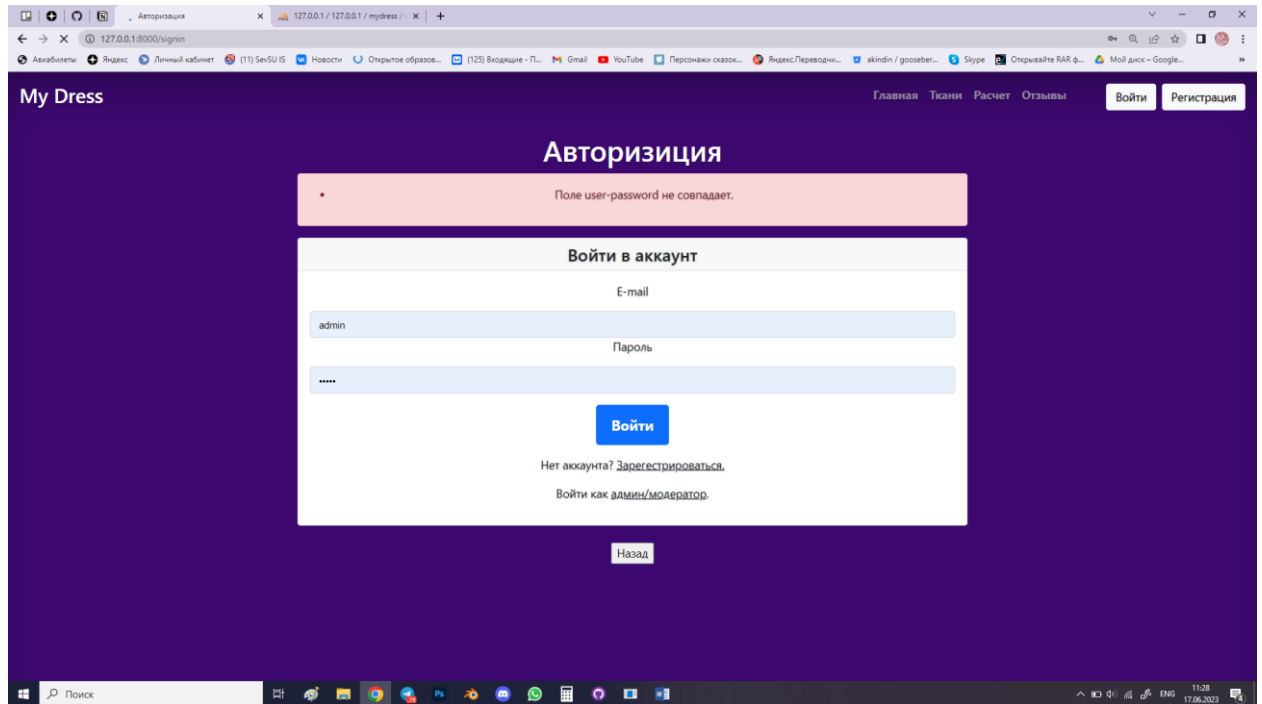 Авторизация
127.0.0.1 / 127.0.0.1 / mydress /
127.0.0.1:8000/signin
Авиабилеты Яндекс Личный кабинет (11) SevSU IS Новости Открытое образов... (125) Входящие - П... Gmail YouTube Персонажи сказок... Яндекс.Переводчи... akindin / gooseber... Skype Открывайте RAR ф... Мой диск – Google... »
My Dress Главная Ткани Расчет Отзывы Войти Регистрация
Авторизиция
Поле user-password не совпадает.
Войти в аккаунт
E-mail
admin
Пароль
•••••
Войти
Нет аккаунта? Зарегестрироваться.
Войти как админ/модератор.
Назад
Поиск
Ps
W
ENG
11:28
17.06.2023